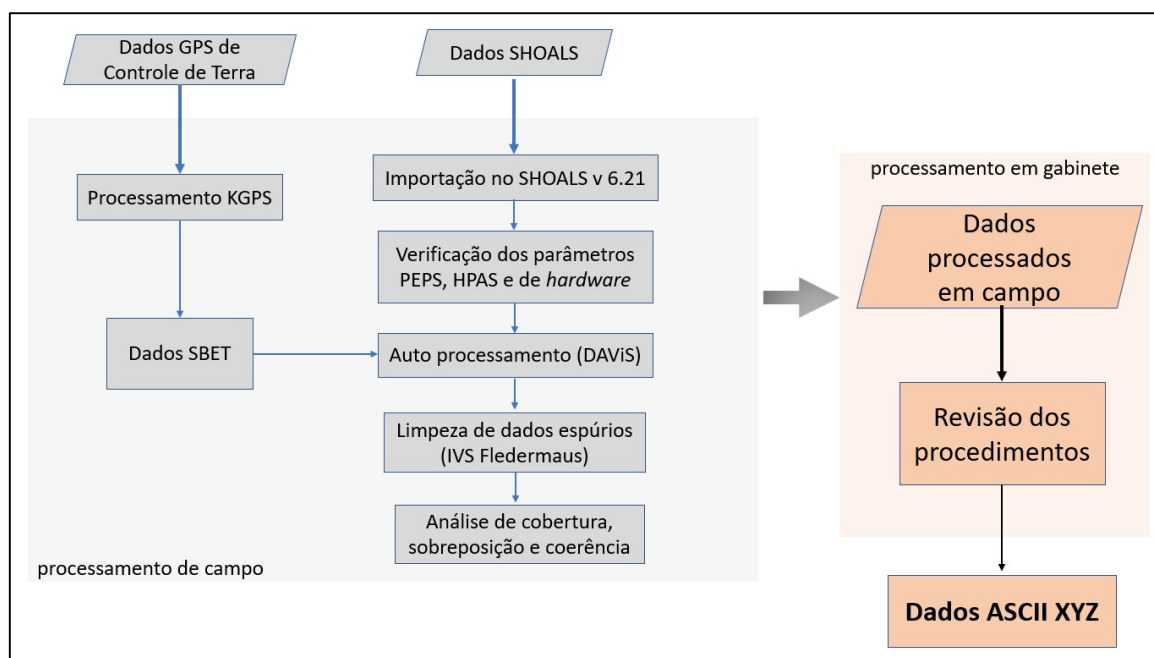 Dados GPS de
Controle de Terra
Dados SHOALS
Processamento KGPS
Dados SBET
Importação no SHOALS v 6.21
Verificação dos parâmetros
PEPS, HPAS e de hardware
Auto processamento (DAViS)
Limpeza de dados espúrios
(IVS Fledermaus)
Análise de cobertura,
sobreposição e coerência
processamento de campo
processamento em gabinete
Dados
processados
em campo
Revisão dos
procedimentos
Dados ASCII XYZ